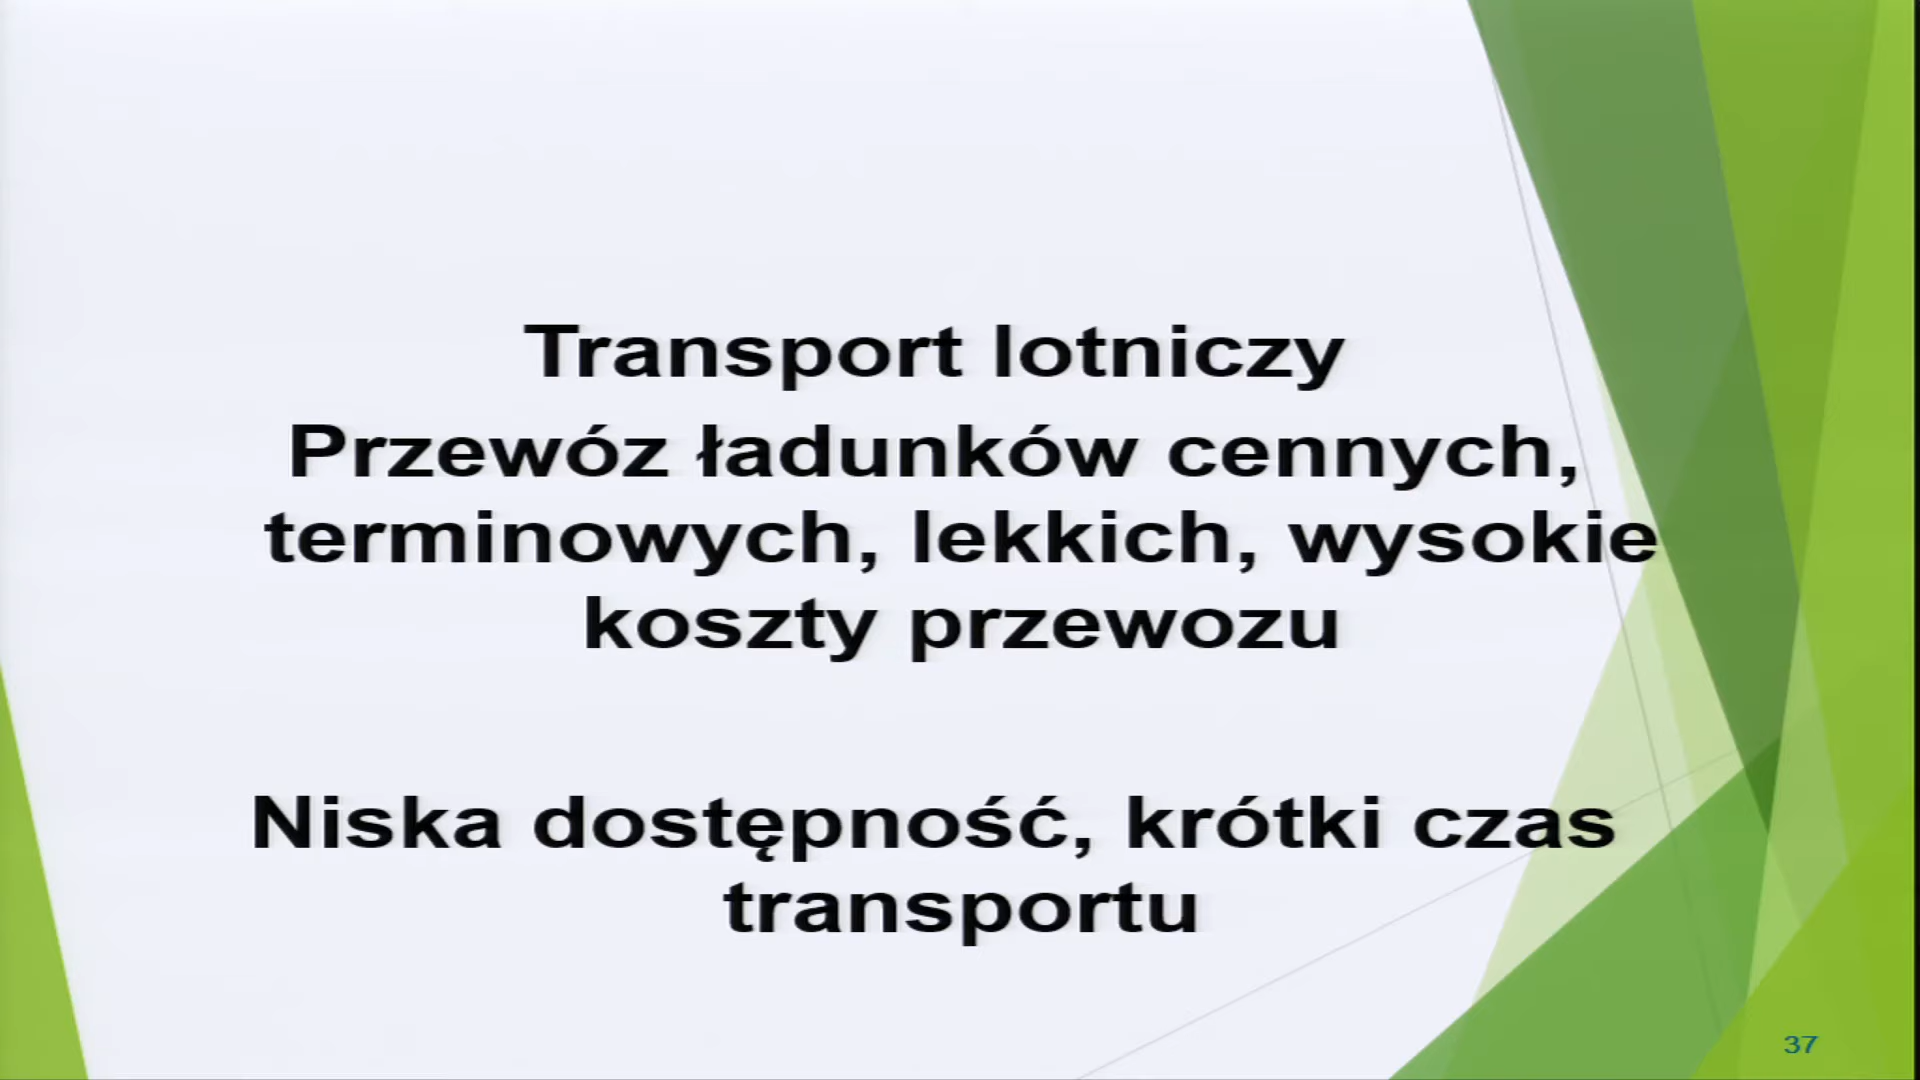 Transport lotniczy
Przewóz ładunków cennych,
terminowych, lekkich, wysokie
koszty przewozu
Niska dostępność, krótki czas
transportu
37